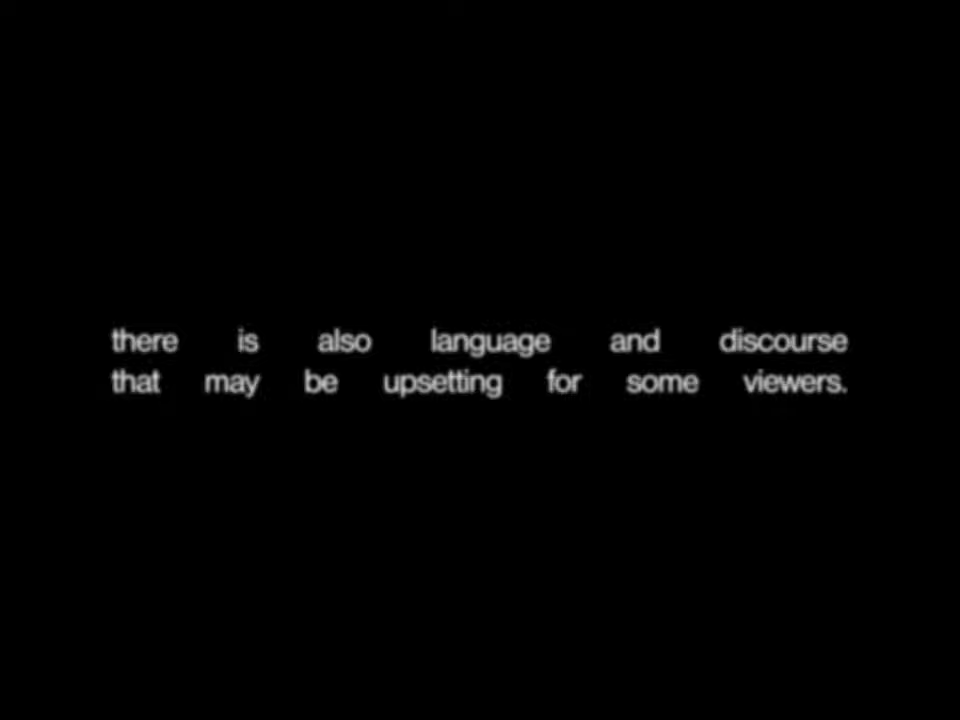 there is also language and discourse
that may be upsetting for some viewers.